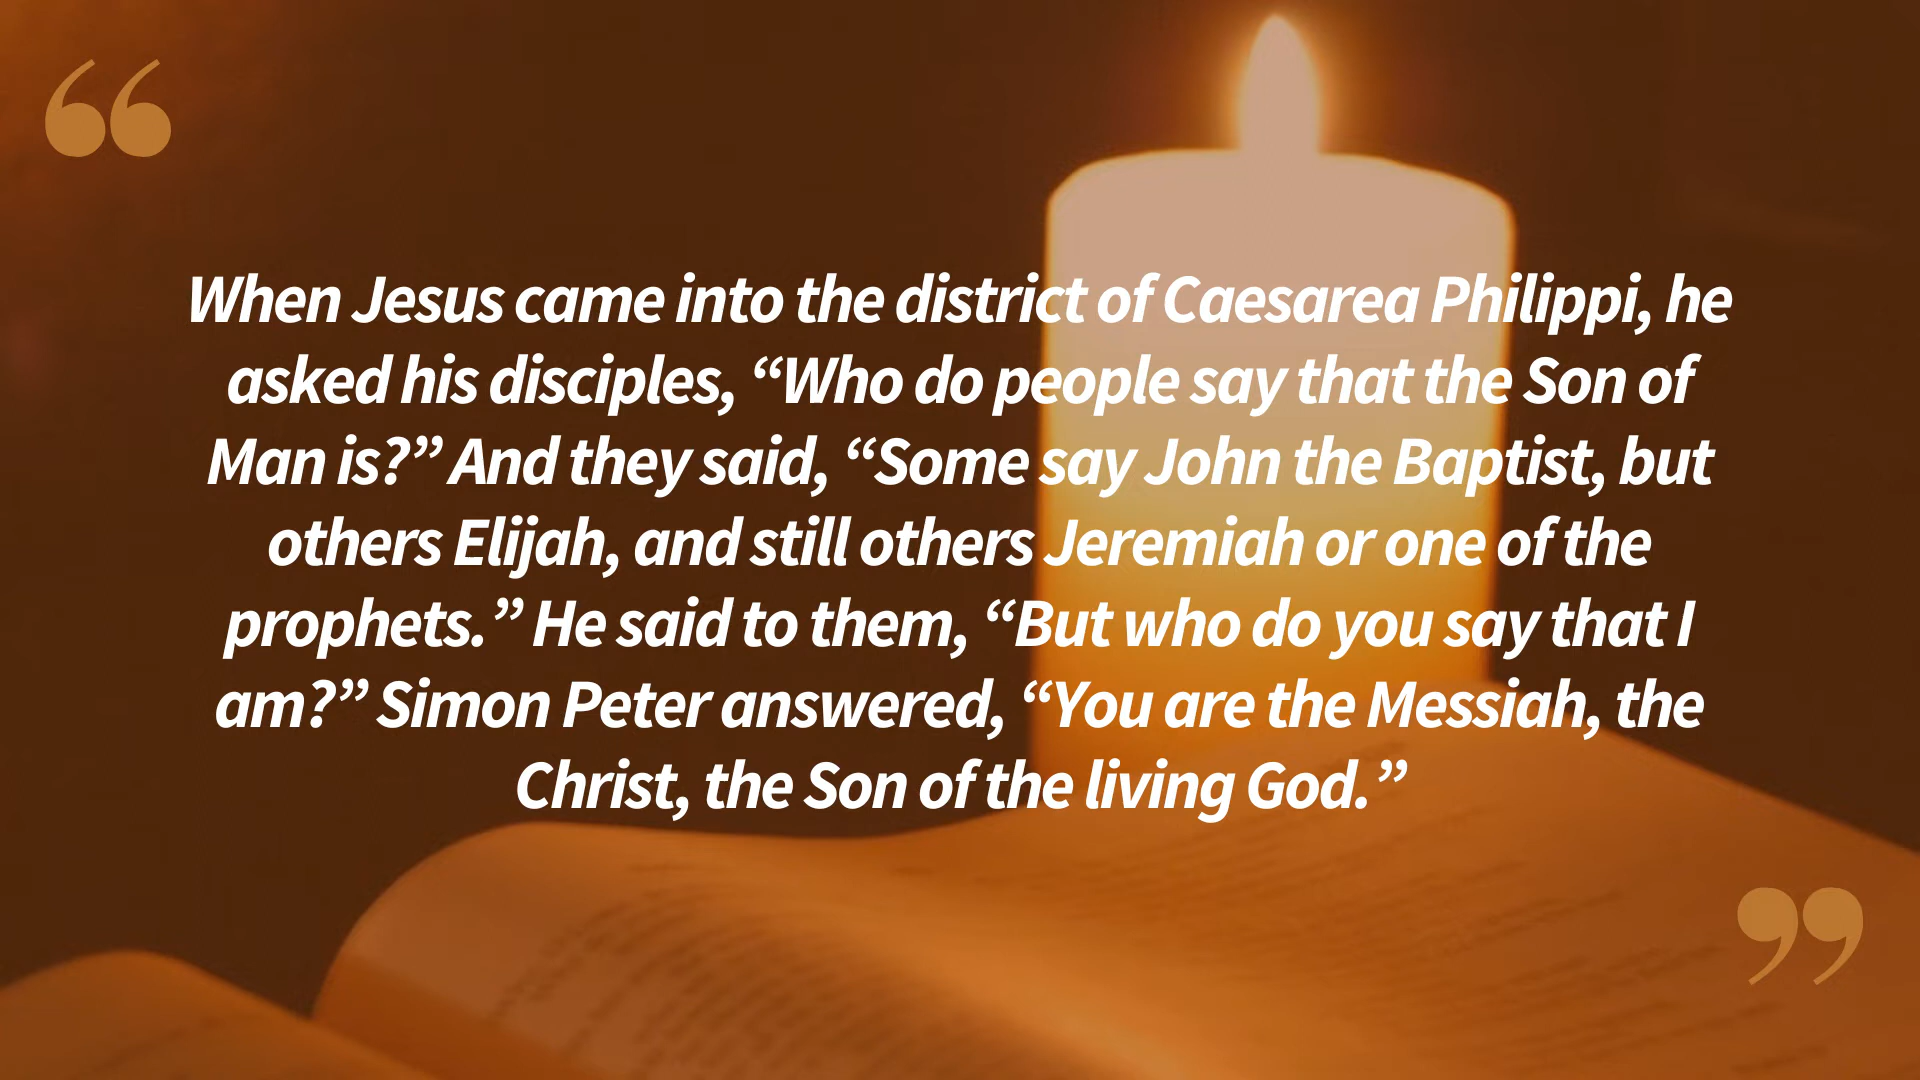 “
When Jesus came into the district of Caesarea Philippi, he
asked his disciples, “Who do people say that the Son of
Man is?” And they said, “Some say John the Baptist, but
others Elijah, and still others Jeremiah or one of the
prophets.” He said to them, “But who do you say that I
am?” Simon Peter answered, “You are the Messiah, the
Christ, the Son of the living God.”
”